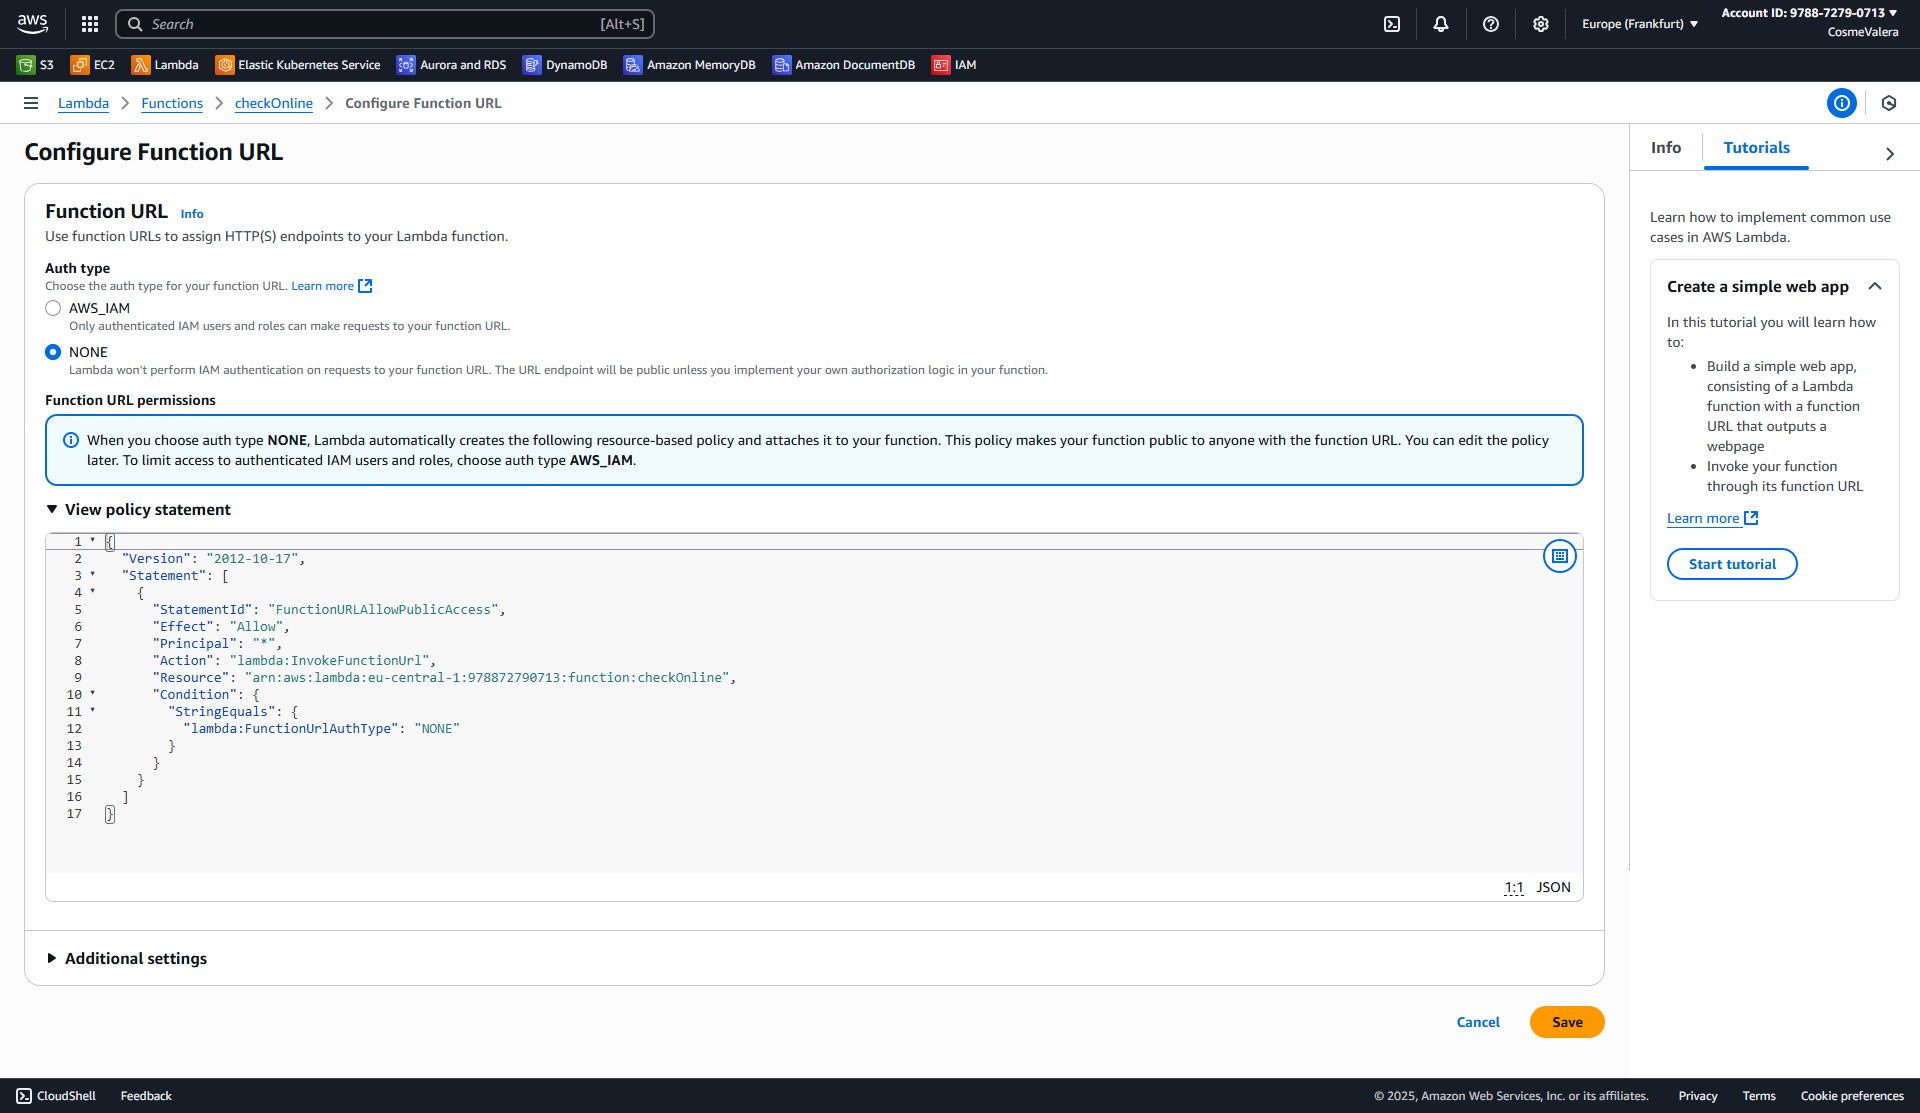 aws
Search
[Alt+S]
Europe (Frankfurt)
Account ID: 9788-7279-0713
CosmeValera
S3
EC2
Lambda
Elastic Kubernetes Service
Aurora and RDS
DynamoDB
Amazon MemoryDB
Amazon DocumentDB
IAM
Lambda
Functions
checkOnline
Configure Function URL
Configure Function URL
Function URL Info
Use function URLs to assign HTTP(S) endpoints to your Lambda function.
Auth type
Choose the auth type for your function URL. Learn more
AWS_IAM
Only authenticated IAM users and roles can make requests to your function URL.
NONE
Lambda won't perform IAM authentication on requests to your function URL. The URL endpoint will be public unless you implement your own authorization logic in your function.
Function URL permissions
When you choose auth type NONE, Lambda automatically creates the following resource-based policy and attaches it to your function. This policy makes your function public to anyone with the function URL. You can edit the policy
later. To limit access to authenticated IAM users and roles, choose auth type AWS_IAM.
View policy statement
1 {
2 "Version": "2012-10-17",
3 "Statement": [
4 {
5 "StatementId": "FunctionURLAllowPublicAccess",
6 "Effect": "Allow",
7 "Principal": "*",
8 "Action": "lambda:InvokeFunctionUrl",
9 "Resource": "arn:aws:lambda:eu-central-1:978872790713:function:checkOnline",
10 "Condition": {
11 "StringEquals": {
12 "lambda:FunctionUrlAuthType": "NONE"
13 }
14 }
15 }
16 ]
17 }
1:1 JSON
Additional settings
Cancel
Save
Info
Tutorials
Learn how to implement common use
cases in AWS Lambda.
Create a simple web app
In this tutorial you will learn how
to:
• Build a simple web app,
consisting of a Lambda
function with a function
URL that outputs a
webpage
• Invoke your function
through its function URL
Learn more
Start tutorial
CloudShell
Feedback
© 2025, Amazon Web Services, Inc. or its affiliates.
Privacy
Terms
Cookie preferences